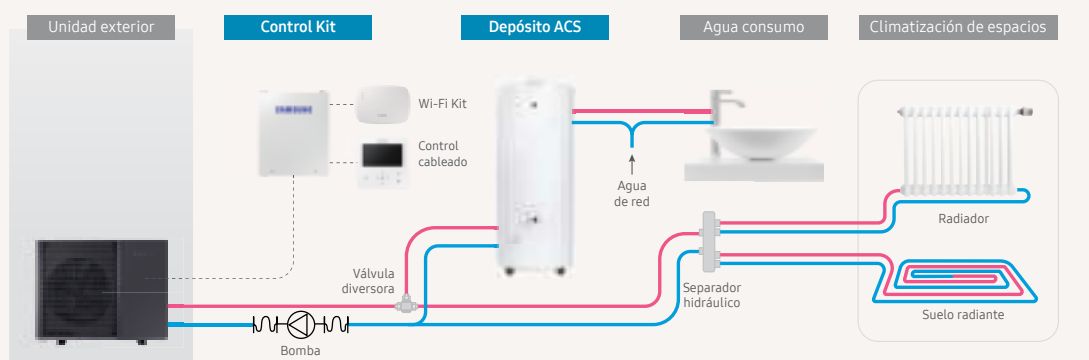 Unidad exterior
Control Kit
Depósito ACS
Agua consumo
Climatización de espacios
SAMSUNG
Wi-Fi Kit
Control
cableado
Agua
de red
Radiador
Válvula
diversora
Separador
hidráulico
Suelo radiante
Bomba